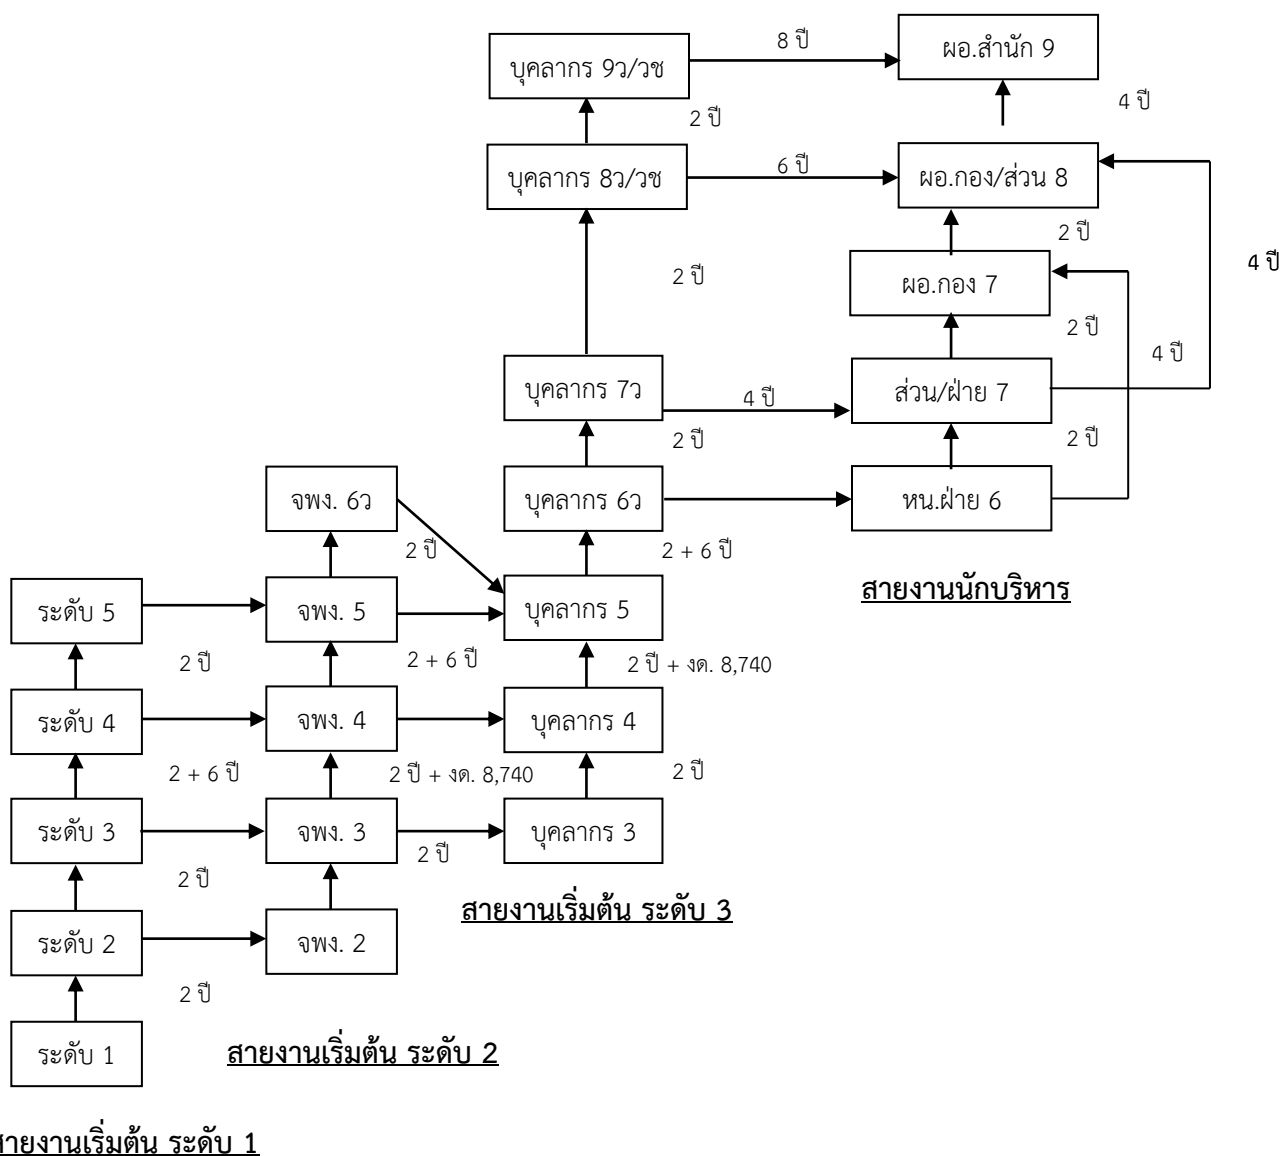 บุคลากร 9ว/วช
8 ปี
ผอ.สำนัก 9
2 ปี
4 ปี
บุคลากร 8ว/วช
6 ปี
ผอ.กอง/ส่วน 8
2 ปี
4 ปี
2 ปี
ผอ.กอง 7
2 ปี
4 ปี
บุคลากร 7ว
4 ปี
ส่วน/ฝ่าย 7
2 ปี
2 ปี
จพง. 6ว
บุคลากร 6ว
หน.ฝ่าย 6
2 ปี
2 + 6 ปี
สายงานนักบริหาร
ระดับ 5
จพง. 5
บุคลากร 5
2 ปี
2 + 6 ปี
2 ปี + งด. 8,740
ระดับ 4
จพง. 4
บุคลากร 4
2 + 6 ปี
2 ปี + งด. 8,740
2 ปี
ระดับ 3
จพง. 3
บุคลากร 3
2 ปี
2 ปี
สายงานเริ่มต้น ระดับ 3
ระดับ 2
จพง. 2
2 ปี
ระดับ 1
สายงานเริ่มต้น ระดับ 2
สายงานเริ่มต้น ระดับ 1